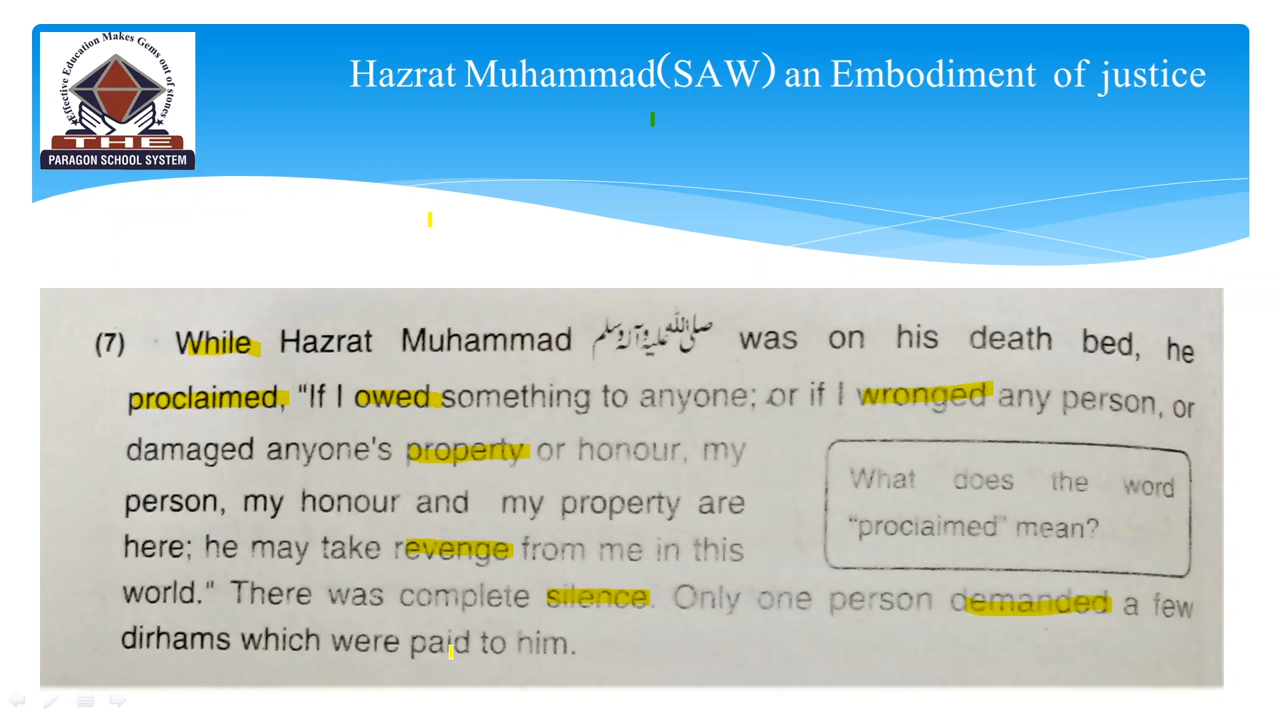 Effective Education Makes Gems out of stones
THE
PARAGON SCHOOL SYSTEM
Hazrat Muhammad(SAW) an Embodiment of justice
(7) While Hazrat Muhammad صلى الله عليه وآله وسلم was on his death bed, he
proclaimed, "If I owed something to anyone; or if I wronged any person, or
damaged anyone's property or honour, my
person, my honour and my property are
here; he may take revenge from me in this
world." There was complete silence. Only one person demanded a few
dirhams which were paid to him.
What does the word
"proclaimed" mean?